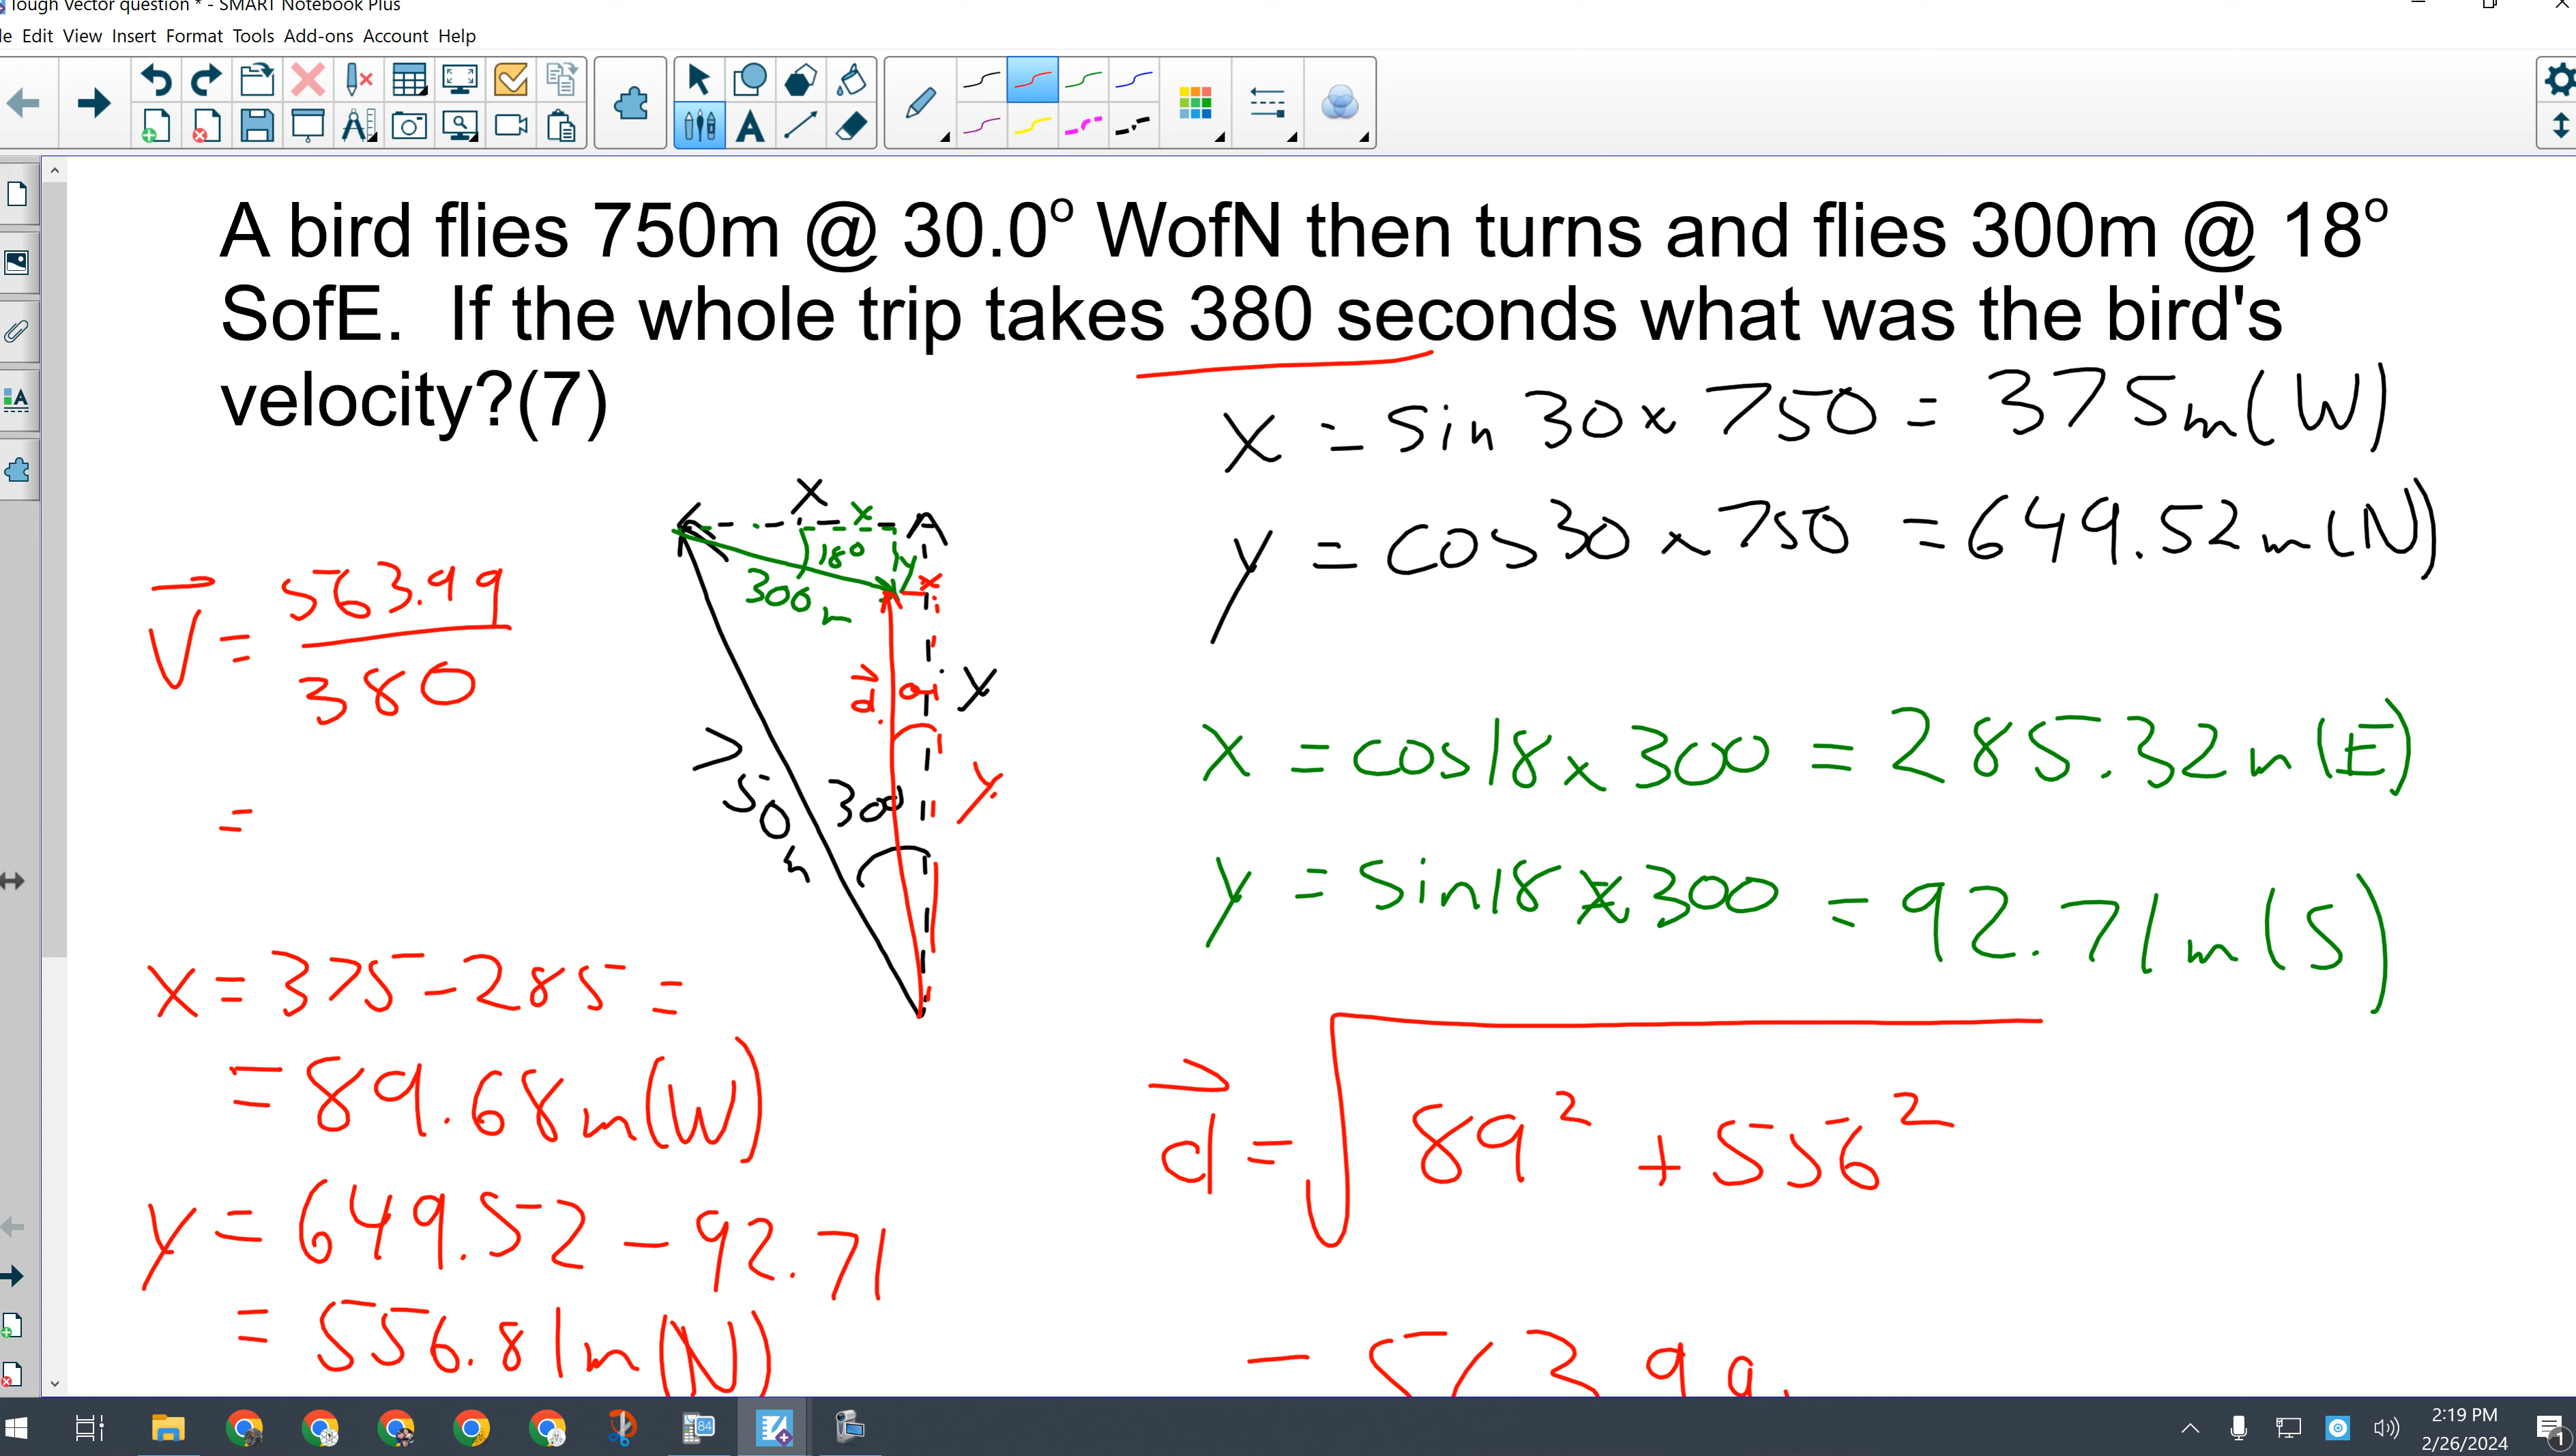 Tough Vector question * - SMART Notebook Plus
le Edit View Insert Format Tools Add-ons Account Help
A bird flies 750m @ 30.0° WofN then turns and flies 300m @ 18°
SofE. If the whole trip takes 380 seconds what was the bird's
velocity?(7)
x = sin 30 x 750 = 375m (W)
y = cos 30 x 750 = 649.52m (N)
x = cos18 x 300 = 285.32m (E)
y = sin18 x 300 = 92.71m (S)
X
x
18°
y
300m
x
d
θ
y
750m
30°
y
V = 563.99
380
=
x = 375 - 285 =
= 89.68m (W)
y = 649.52 - 92.71
= 556.81m (N)
d = √89² + 556²
= 563.99
84
2:19 PM
2/26/2024
1